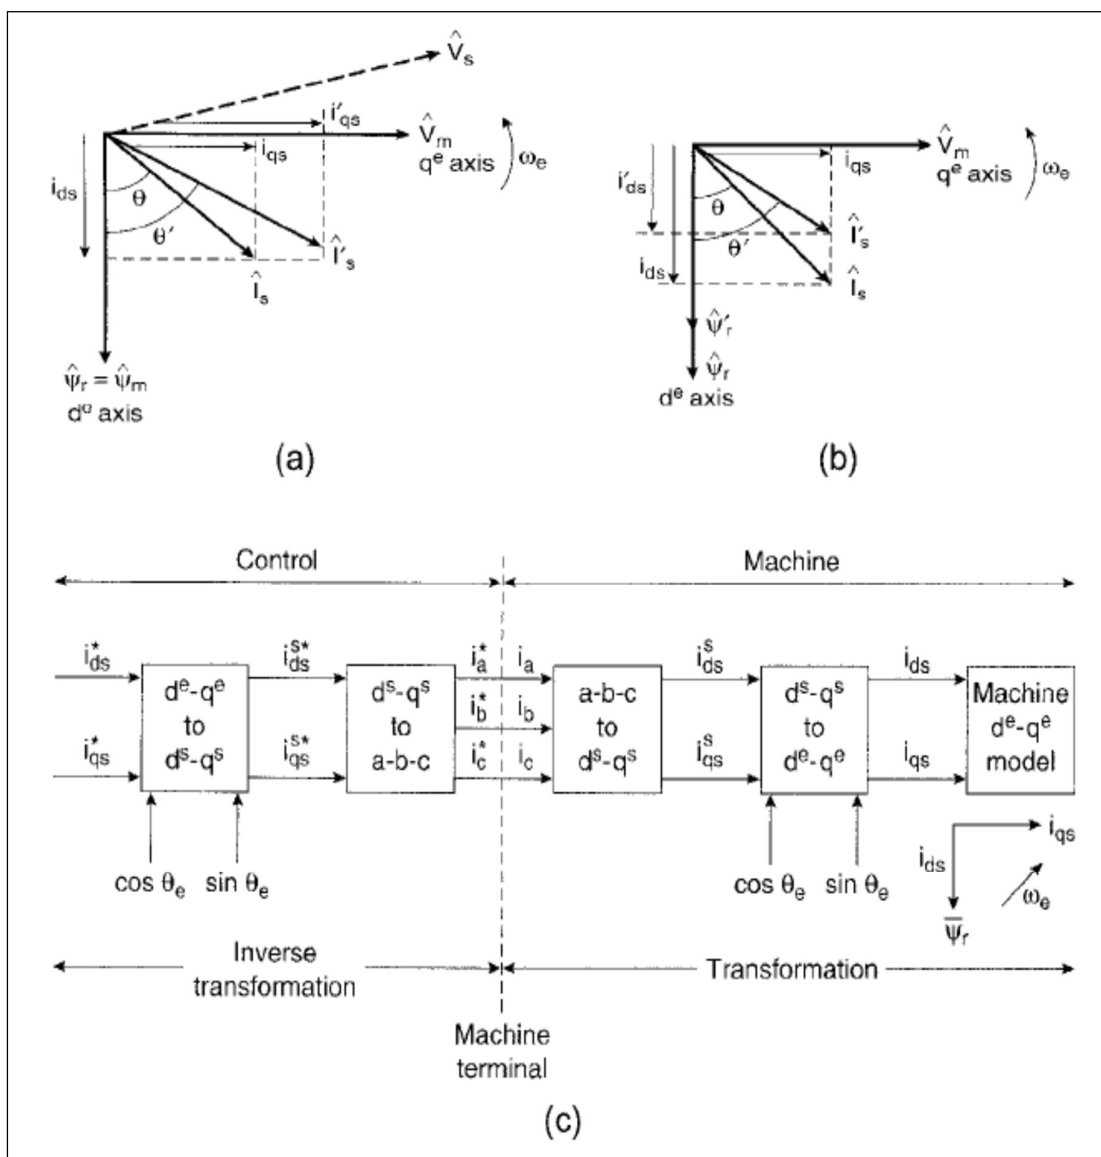 V̂s
i'qs
V̂m
iqs
qᵉ axis
ωe
ids
θ
θ'
Î's
Îs
ψ̂r = ψ̂m
dᵉ axis
(a)
V̂m
iqs
qᵉ axis
ωe
i'ds
θ
θ'
Î's
ids
Îs
ψ̂'r
ψ̂r
dᵉ axis
(b)
Control
Machine
i*ds
iˢ*ds
i*a
ia
iˢds
ids
dᵉ-qᵉ
to
dˢ-qˢ
dˢ-qˢ
to
a-b-c
i*b
ib
a-b-c
to
dˢ-qˢ
dˢ-qˢ
to
dᵉ-qᵉ
Machine
dᵉ-qᵉ
model
i*qs
iˢ*qs
i*c
ic
iˢqs
iqs
cos θe
sin θe
cos θe
sin θe
iqs
ids
ωe
ψ̄r
Inverse
transformation
Transformation
Machine
terminal
(c)